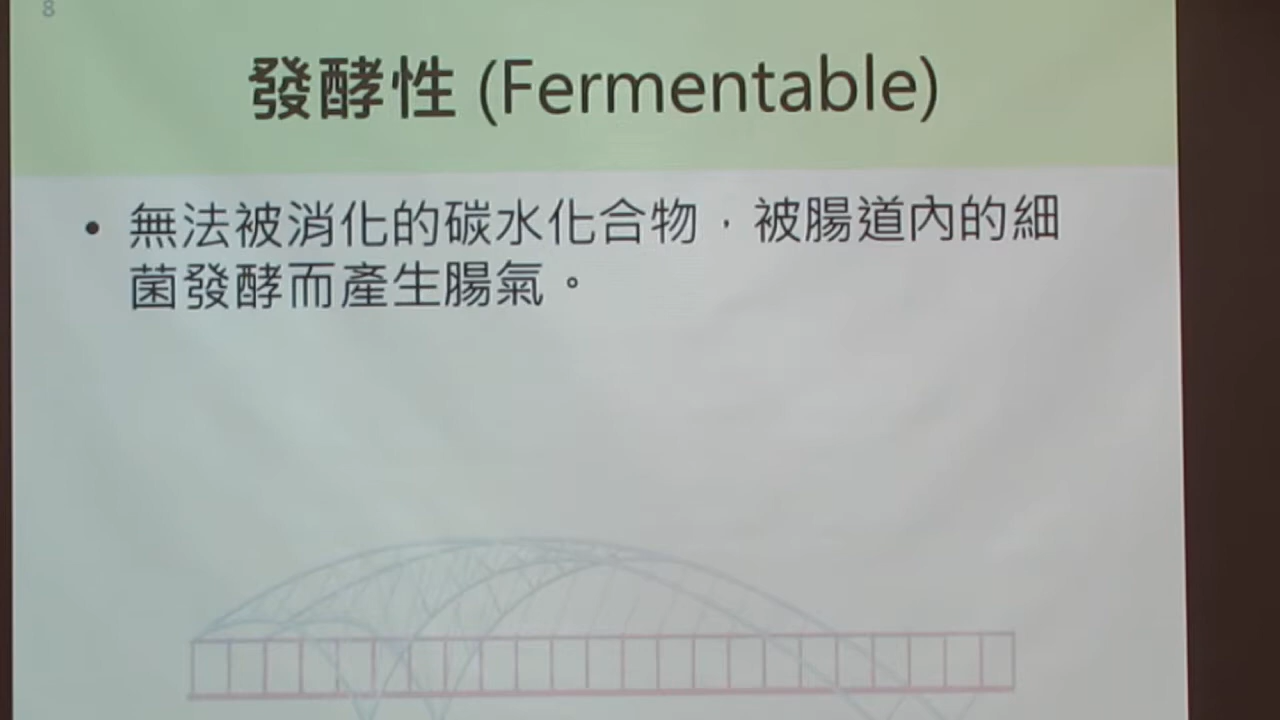 8
發酵性 (Fermentable)
• 無法被消化的碳水化合物，被腸道內的細
菌發酵而產生腸氣。